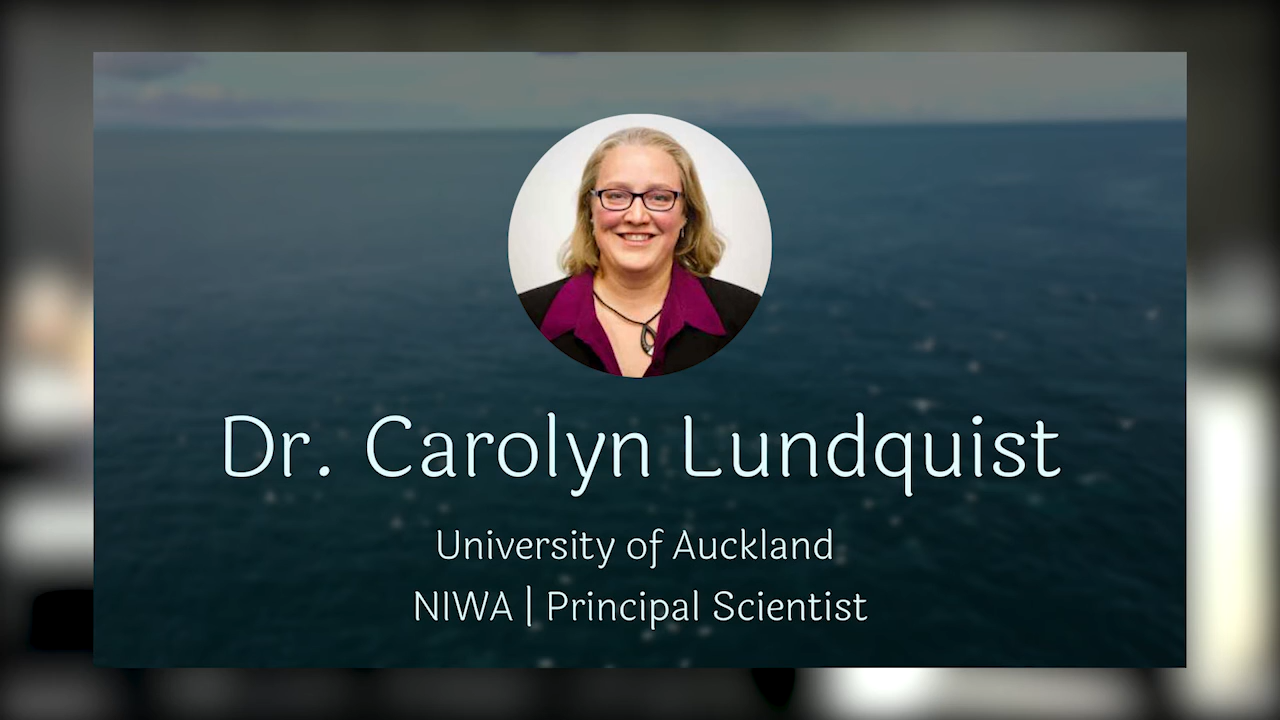 Dr. Carolyn Lundquist
University of Auckland
NIWA | Principal Scientist